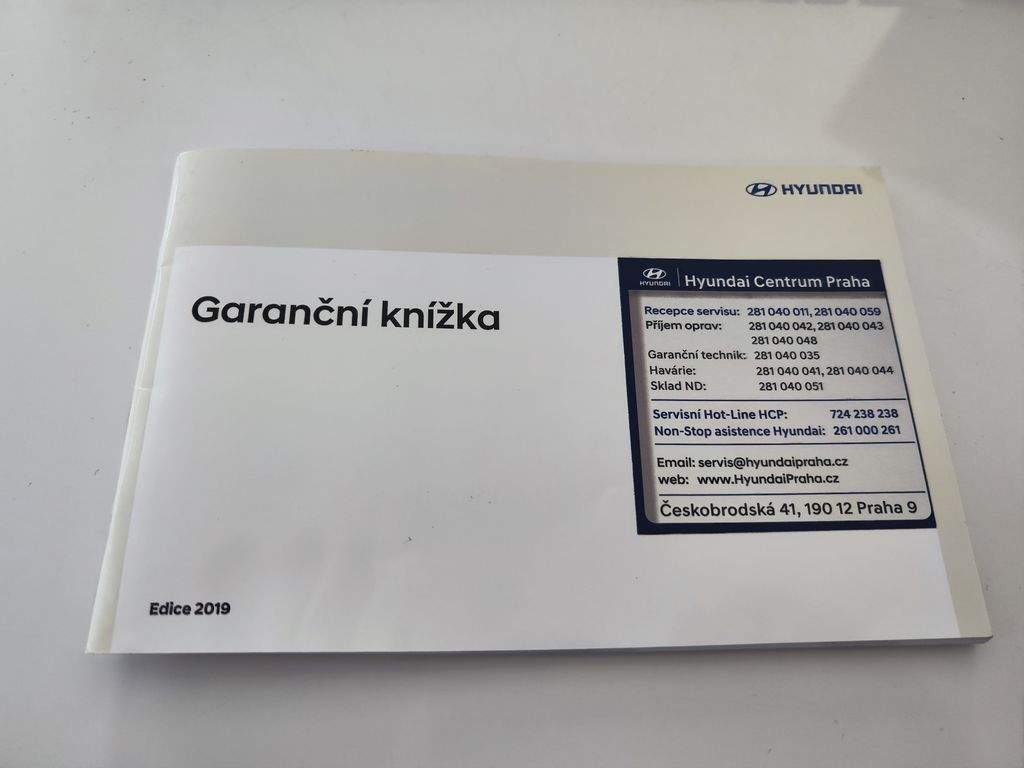 HYUNDAI
Garanční knížka
HYUNDAI
Hyundai Centrum Praha
Recepce servisu: 281 040 011, 281 040 059
Příjem oprav: 281 040 042, 281 040 043
281 040 048
Garanční technik: 281 040 035
Havárie: 281 040 041, 281 040 044
Sklad ND: 281 040 051
Servisní Hot-Line HCP: 724 238 238
Non-Stop asistence Hyundai: 261 000 261
Email: servis@hyundaipraha.cz
web: www.HyundaiPraha.cz
Českobrodská 41, 190 12 Praha 9
Edice 2019